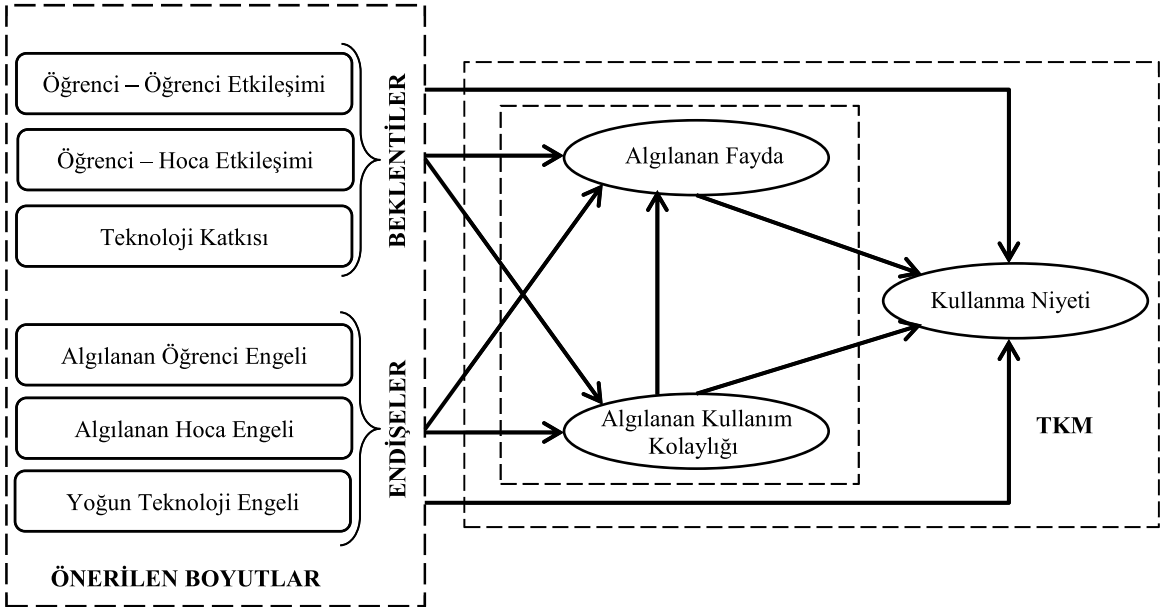 Öğrenci – Öğrenci Etkileşimi
Öğrenci – Hoca Etkileşimi
Teknoloji Katkısı
BEKLENTİLER
Algılanan Öğrenci Engeli
Algılanan Hoca Engeli
Yoğun Teknoloji Engeli
ENDİŞELER
ÖNERİLEN BOYUTLAR
Algılanan Fayda
Algılanan Kullanım
Kolaylığı
Kullanma Niyeti
TKM